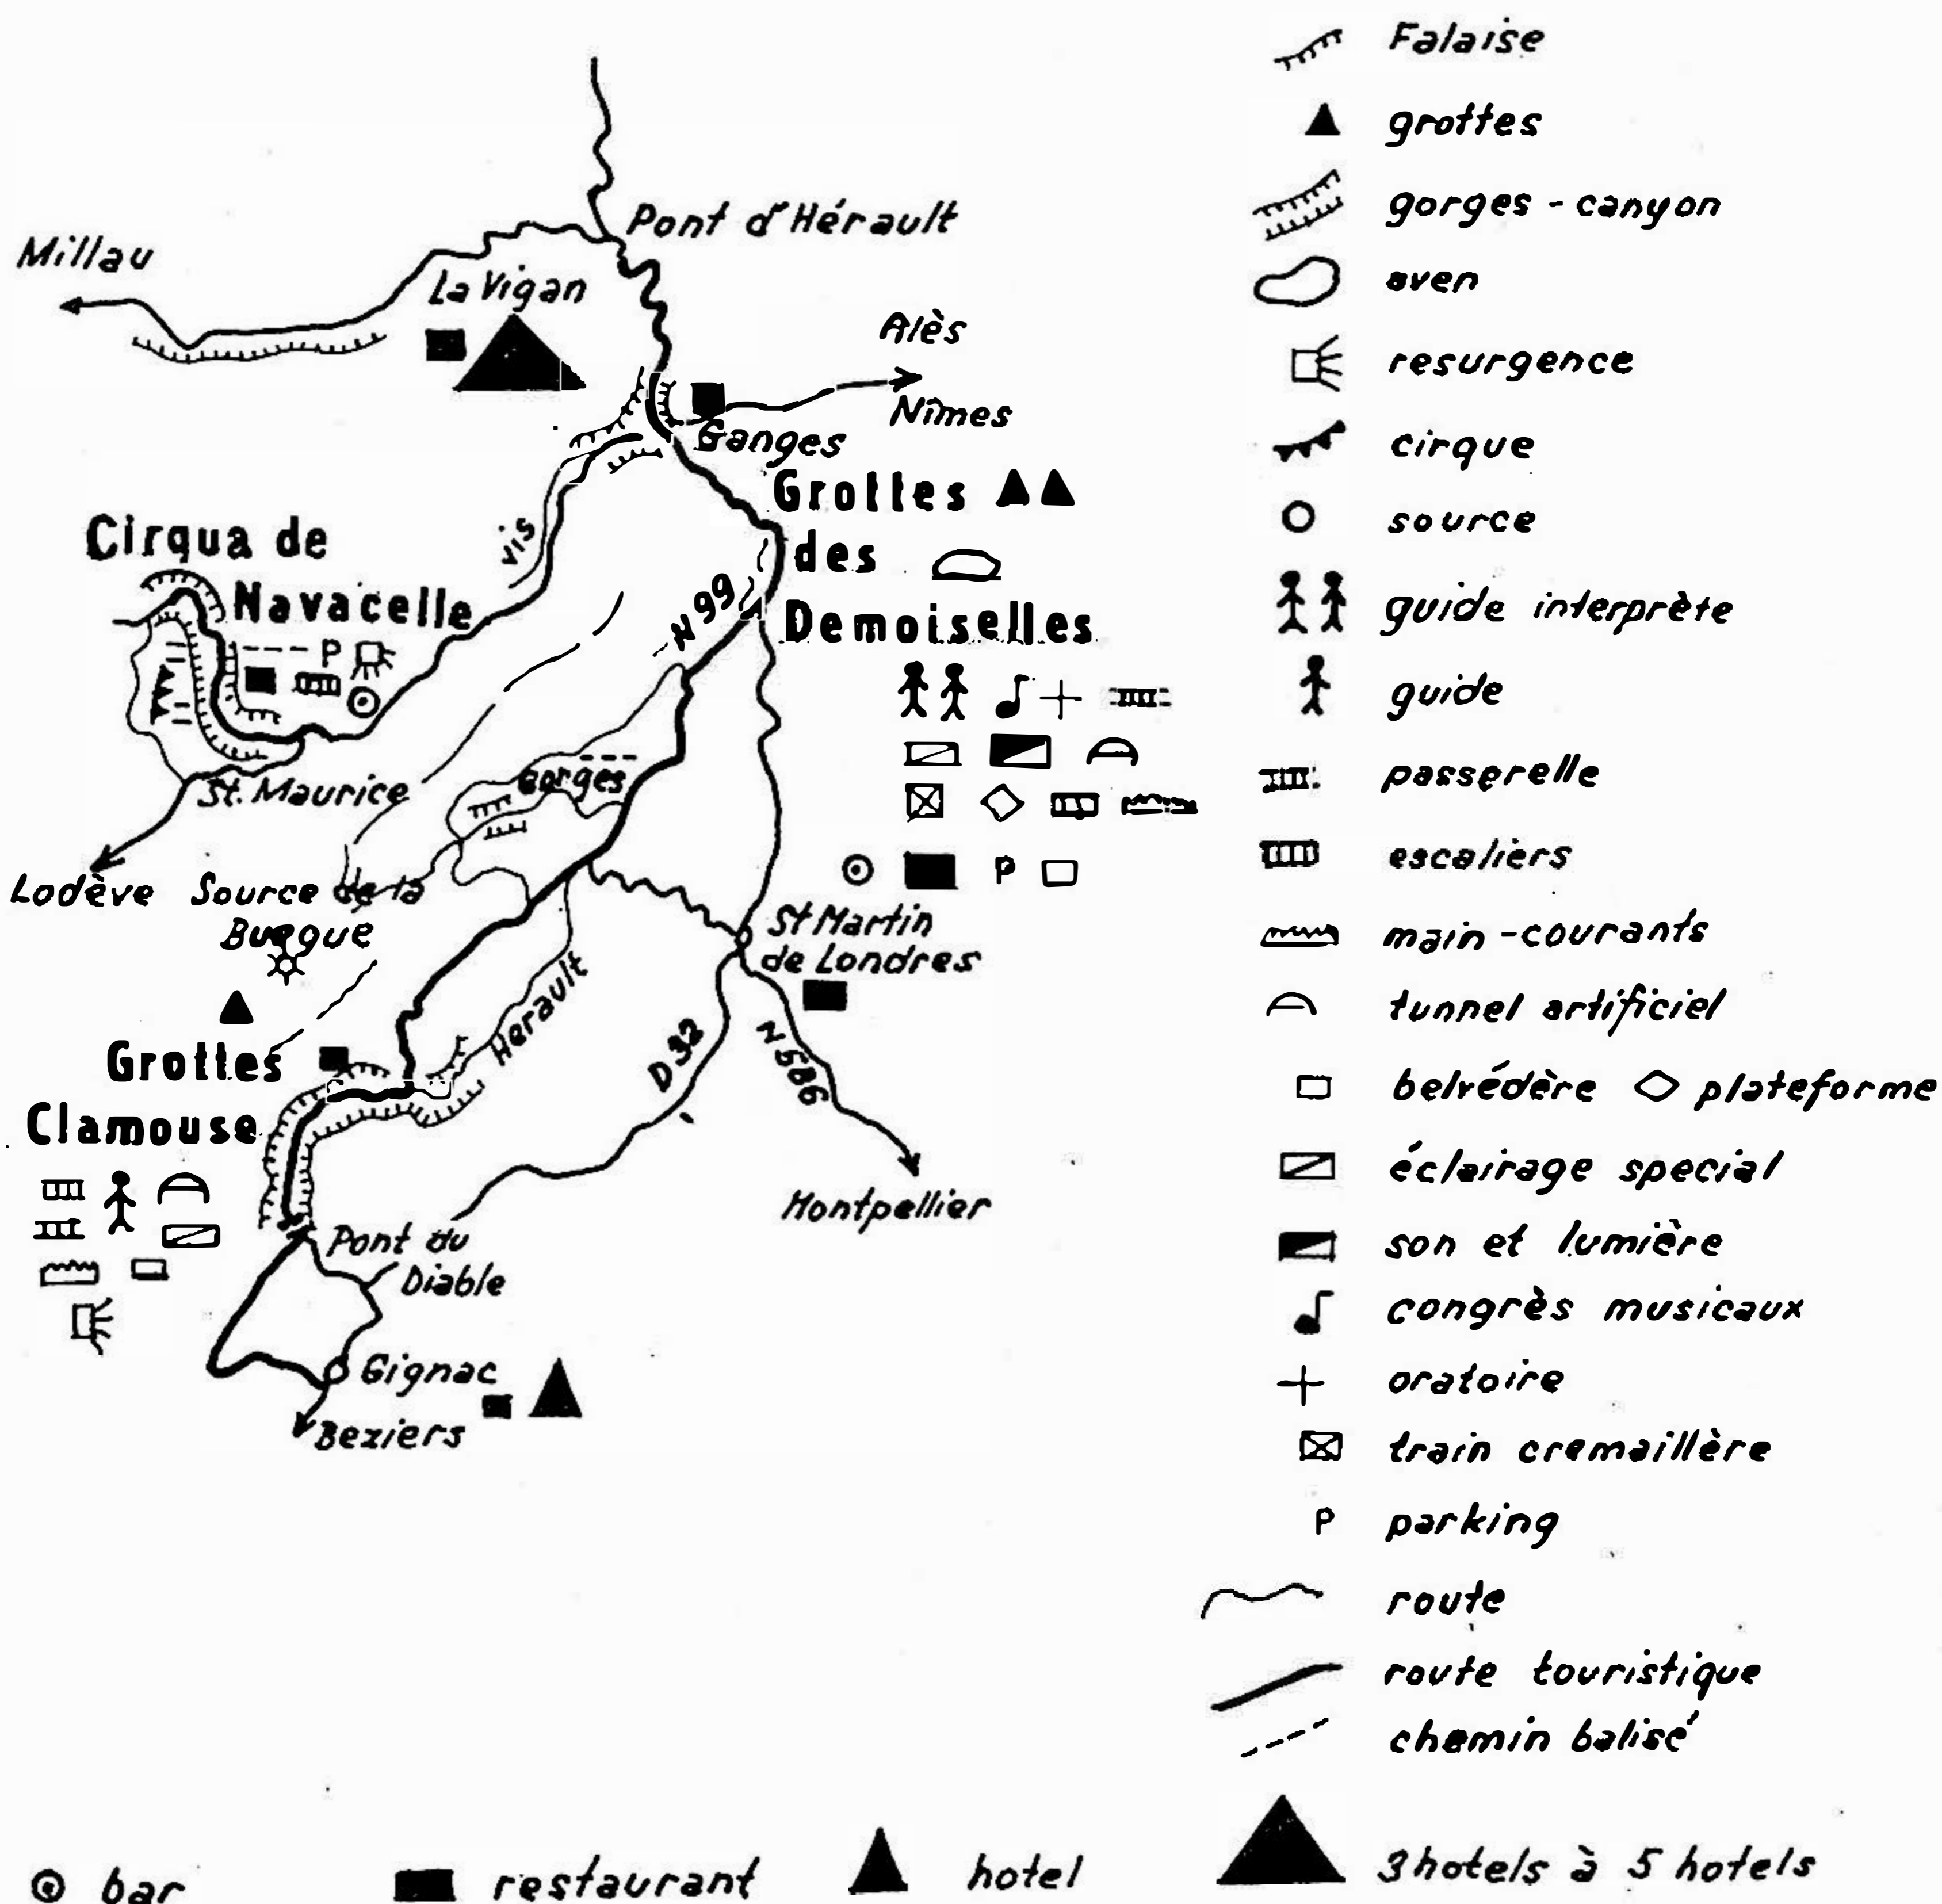 Pont d'Hérault
Millau
La Vigan
Alès
Nîmes
Ganges
Grottes
des
Demoiselles
Vis
N 99
Cirqua de
Navacelle
P
St. Maurice
Gorges
Lodève
Source de la
Buegue
P
St Martin
de Londres
Herault
D 32
N 586
Grottes
Clamouse
Montpellier
Pont du
Diable
Gignac
Beziers
Falaise
grottes
gorges - canyon
aven
resurgence
cirque
source
guide interprète
guide
passerelle
escaliers
main-courants
tunnel artificiel
belvédère plateforme
éclairage special
son et lumière
congrès musicaux
oratoire
train cremaillère
P parking
route
route touristique
chemin balisé
bar restaurant hotel 3 hotels à 5 hotels